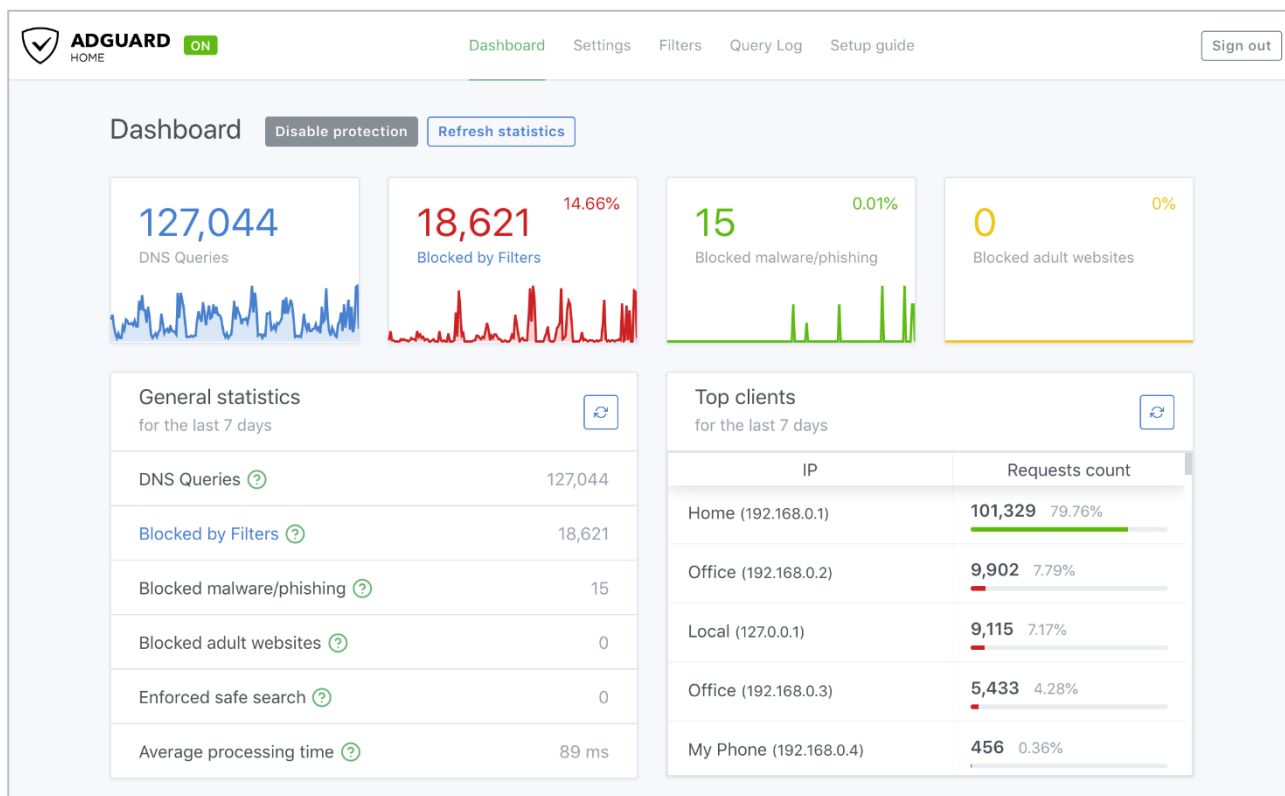 ADGUARD ON
HOME
Dashboard Settings Filters Query Log Setup guide
Sign out
Dashboard Disable protection Refresh statistics
127,044
DNS Queries
14.66%
18,621
Blocked by Filters
0.01%
15
Blocked malware/phishing
0%
0
Blocked adult websites
General statistics
for the last 7 days
DNS Queries ? 127,044
Blocked by Filters ? 18,621
Blocked malware/phishing ? 15
Blocked adult websites ? 0
Enforced safe search ? 0
Average processing time ? 89 ms
Top clients
for the last 7 days
IP Requests count
Home (192.168.0.1) 101,329 79.76%
Office (192.168.0.2) 9,902 7.79%
Local (127.0.0.1) 9,115 7.17%
Office (192.168.0.3) 5,433 4.28%
My Phone (192.168.0.4) 456 0.36%